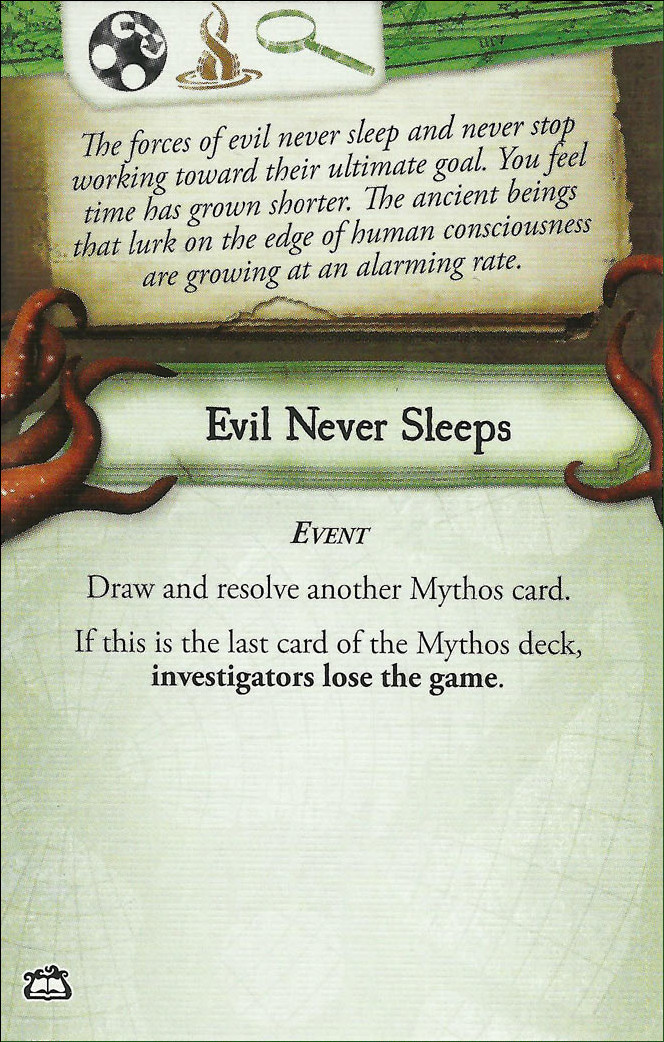 The forces of evil never sleep and never stop
working toward their ultimate goal. You feel
time has grown shorter. The ancient beings
that lurk on the edge of human consciousness
are growing at an alarming rate.
Evil Never Sleeps
Event
Draw and resolve another Mythos card.
If this is the last card of the Mythos deck,
investigators lose the game.